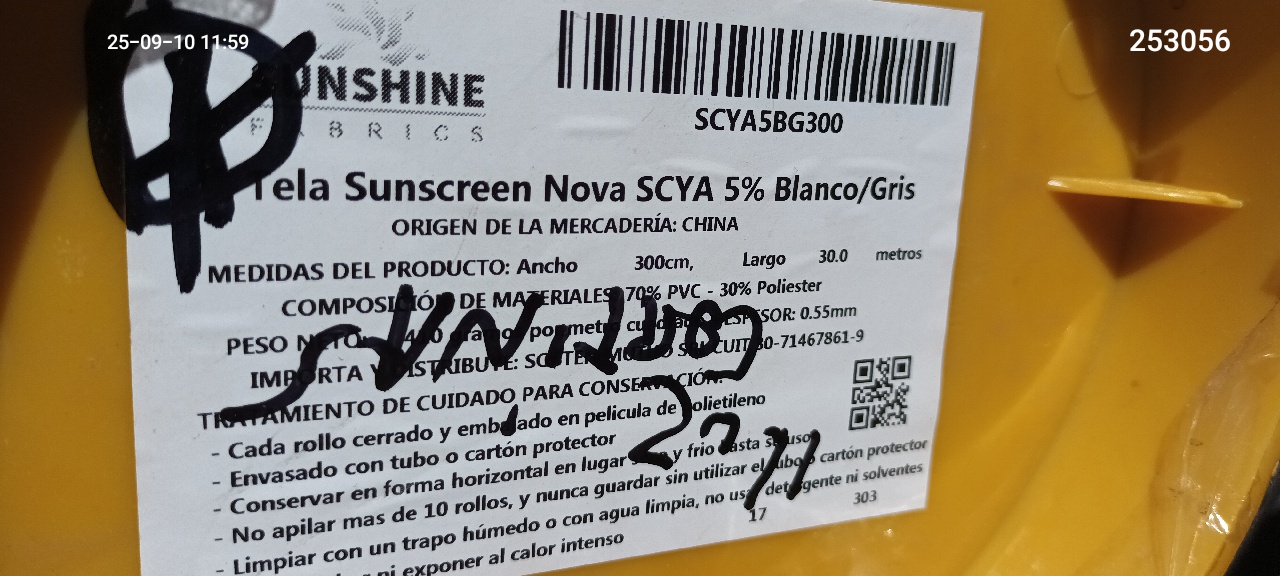 25-09-10 11:59
253056
SUNSHINE
FABRICS
SCYA5BG300
Tela Sunscreen Nova SCYA 5% Blanco/Gris
ORIGEN DE LA MERCADERÍA: CHINA
MEDIDAS DEL PRODUCTO: Ancho 300cm, Largo 30.0 metros
COMPOSICIÓN DE MATERIALES: 70% PVC - 30% Poliester
PESO NETO: gramos por metro cuadrado ESPESOR: 0.55mm
IMPORTA Y DISTRIBUYE: CUIT 30-71467861-9
TRATAMIENTO DE CUIDADO PARA CONSERVACIÓN:
- Cada rollo cerrado y embalado en pelicula de polietileno
- Envasado con tubo o cartón protector
- Conservar en forma horizontal en lugar y frio hasta su uso
- No apilar mas de 10 rollos, y nunca guardar sin utilizar el tubo o cartón protector
- Limpiar con un trapo húmedo o con agua limpia, no usar detergente ni solventes
ni exponer al calor intenso
17 303